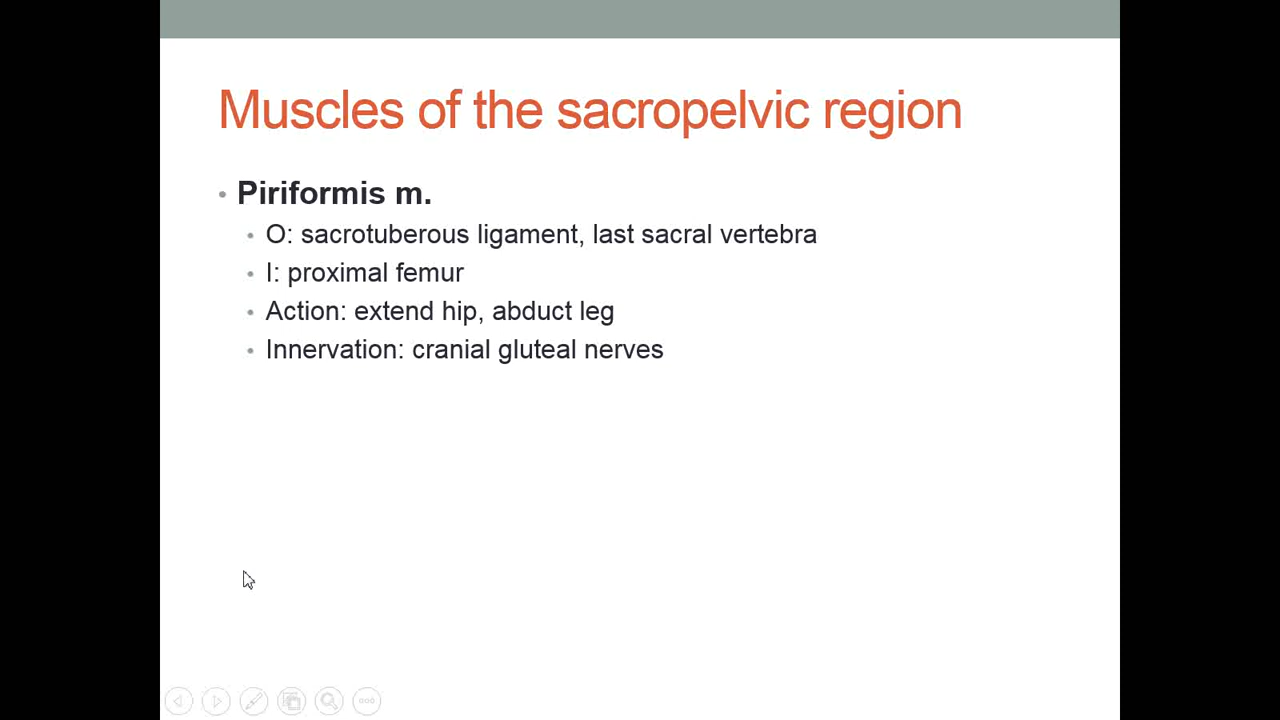 Muscles of the sacropelvic region
• Piriformis m.
• O: sacrotuberous ligament, last sacral vertebra
• I: proximal femur
• Action: extend hip, abduct leg
• Innervation: cranial gluteal nerves